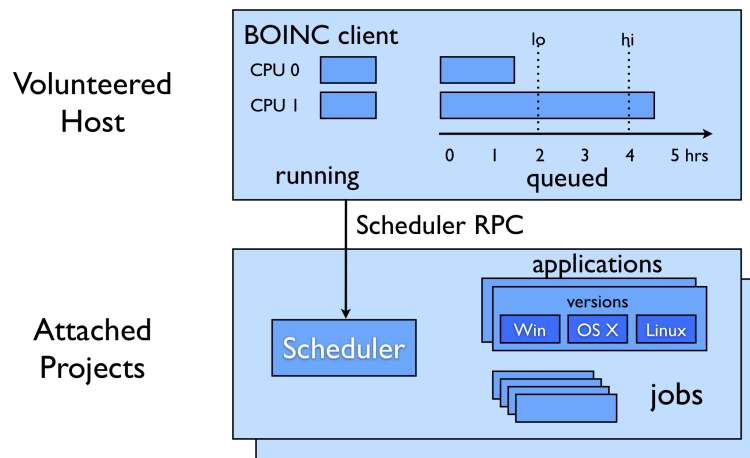 BOINC client
lo
hi
CPU 0
Volunteered
Host
CPU 1
0 1 2 3 4 5 hrs
running
queued
Scheduler RPC
applications
versions
Win OS X Linux
Attached
Projects
Scheduler
jobs